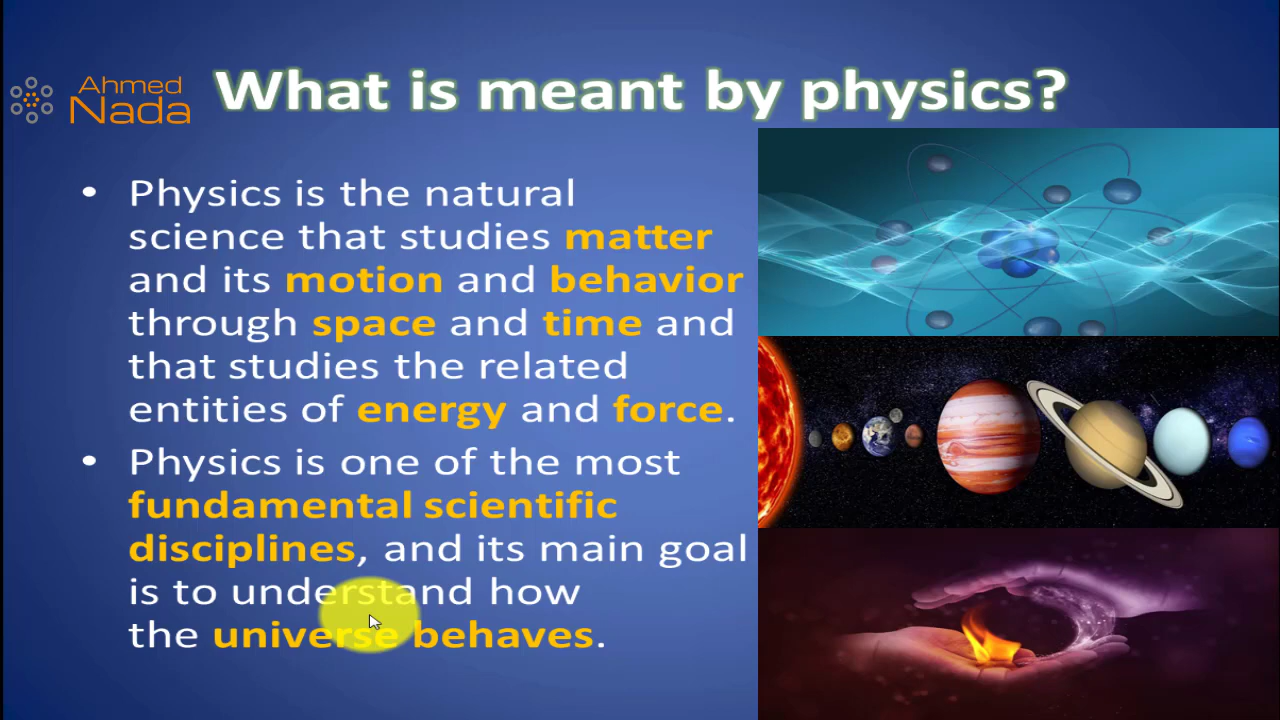 Ahmed
Nada
What is meant by physics?
• Physics is the natural
science that studies matter
and its motion and behavior
through space and time and
that studies the related
entities of energy and force.
• Physics is one of the most
fundamental scientific
disciplines, and its main goal
is to understand how
the universe behaves.